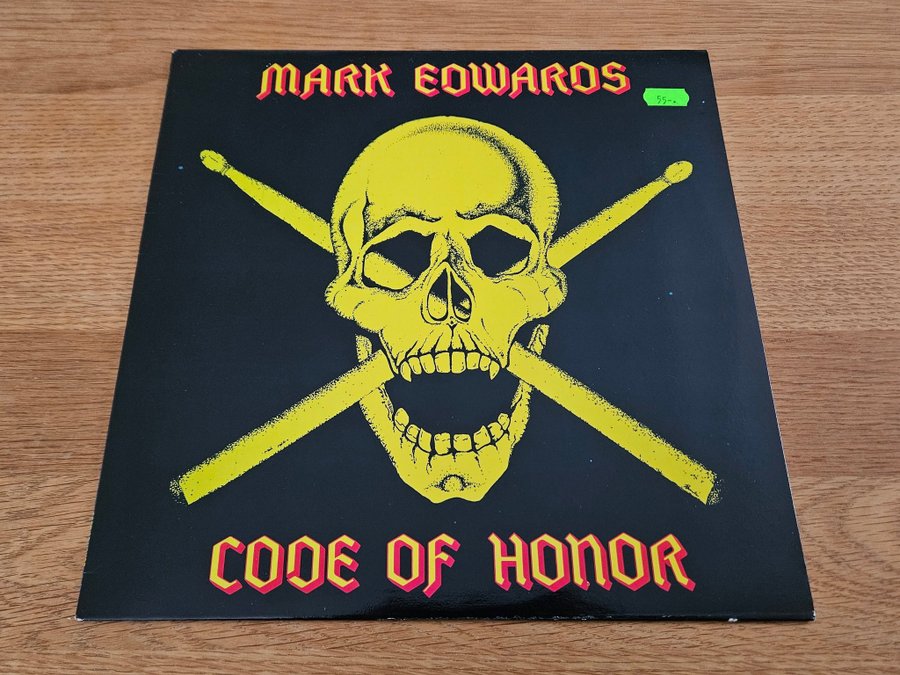 MARK EDWARDS
55-.
CODE OF HONOR